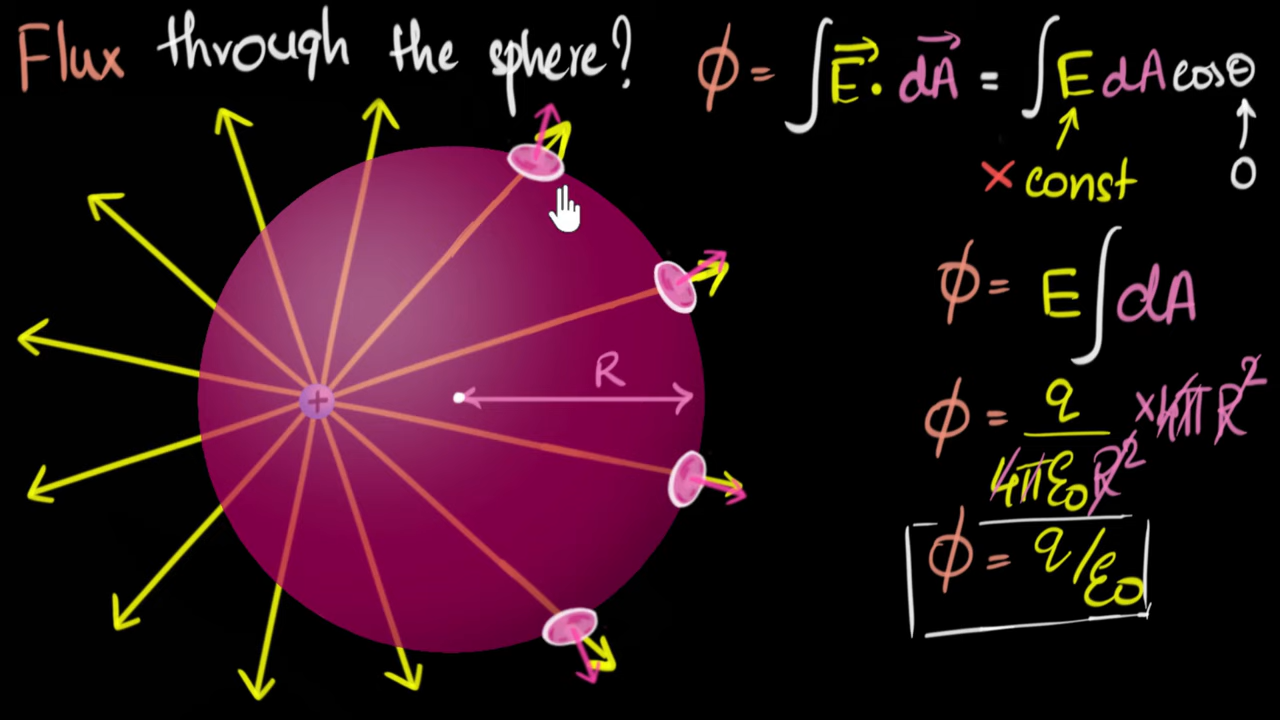 Flux through the sphere?
ϕ = ∫ E⃗ · dA⃗ = ∫ E dA cosθ
× const
0
ϕ = E ∫ dA
R
+
ϕ = q / 4πε₀R² × 4πR²
ϕ = q/ε₀